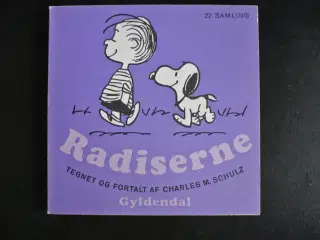 22. SAMLING
Radiserne
TEGNET OG FORTALT AF CHARLES M. SCHULZ
Gyldendal